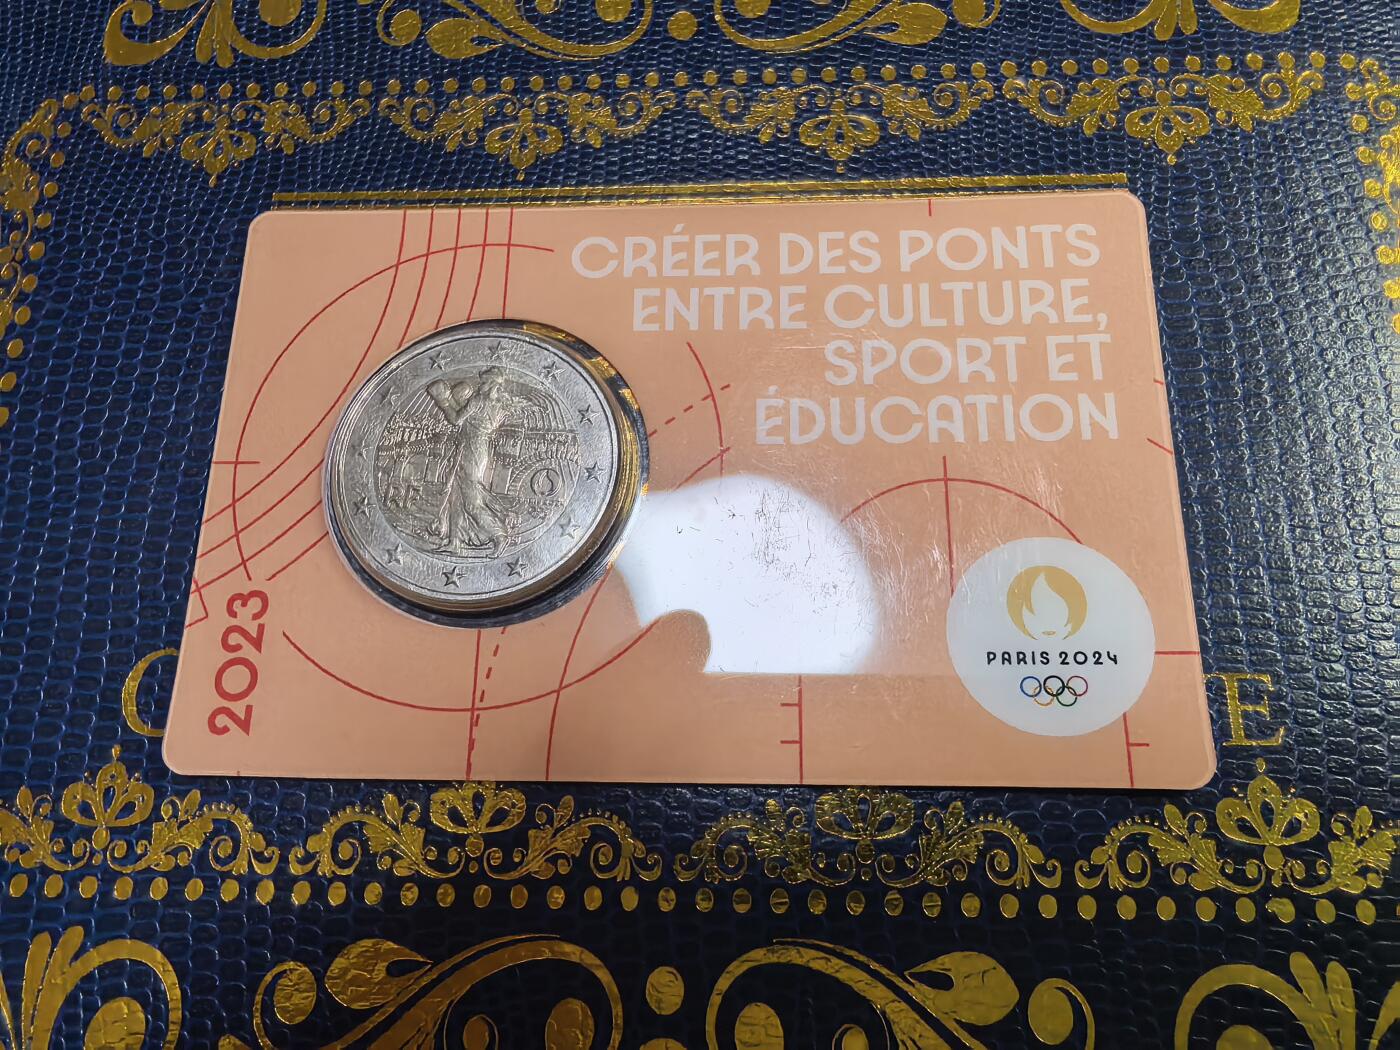 CRÉER DES PONTS
ENTRE CULTURE,
SPORT ET
ÉDUCATION
RF
2023
PARIS 2024
E